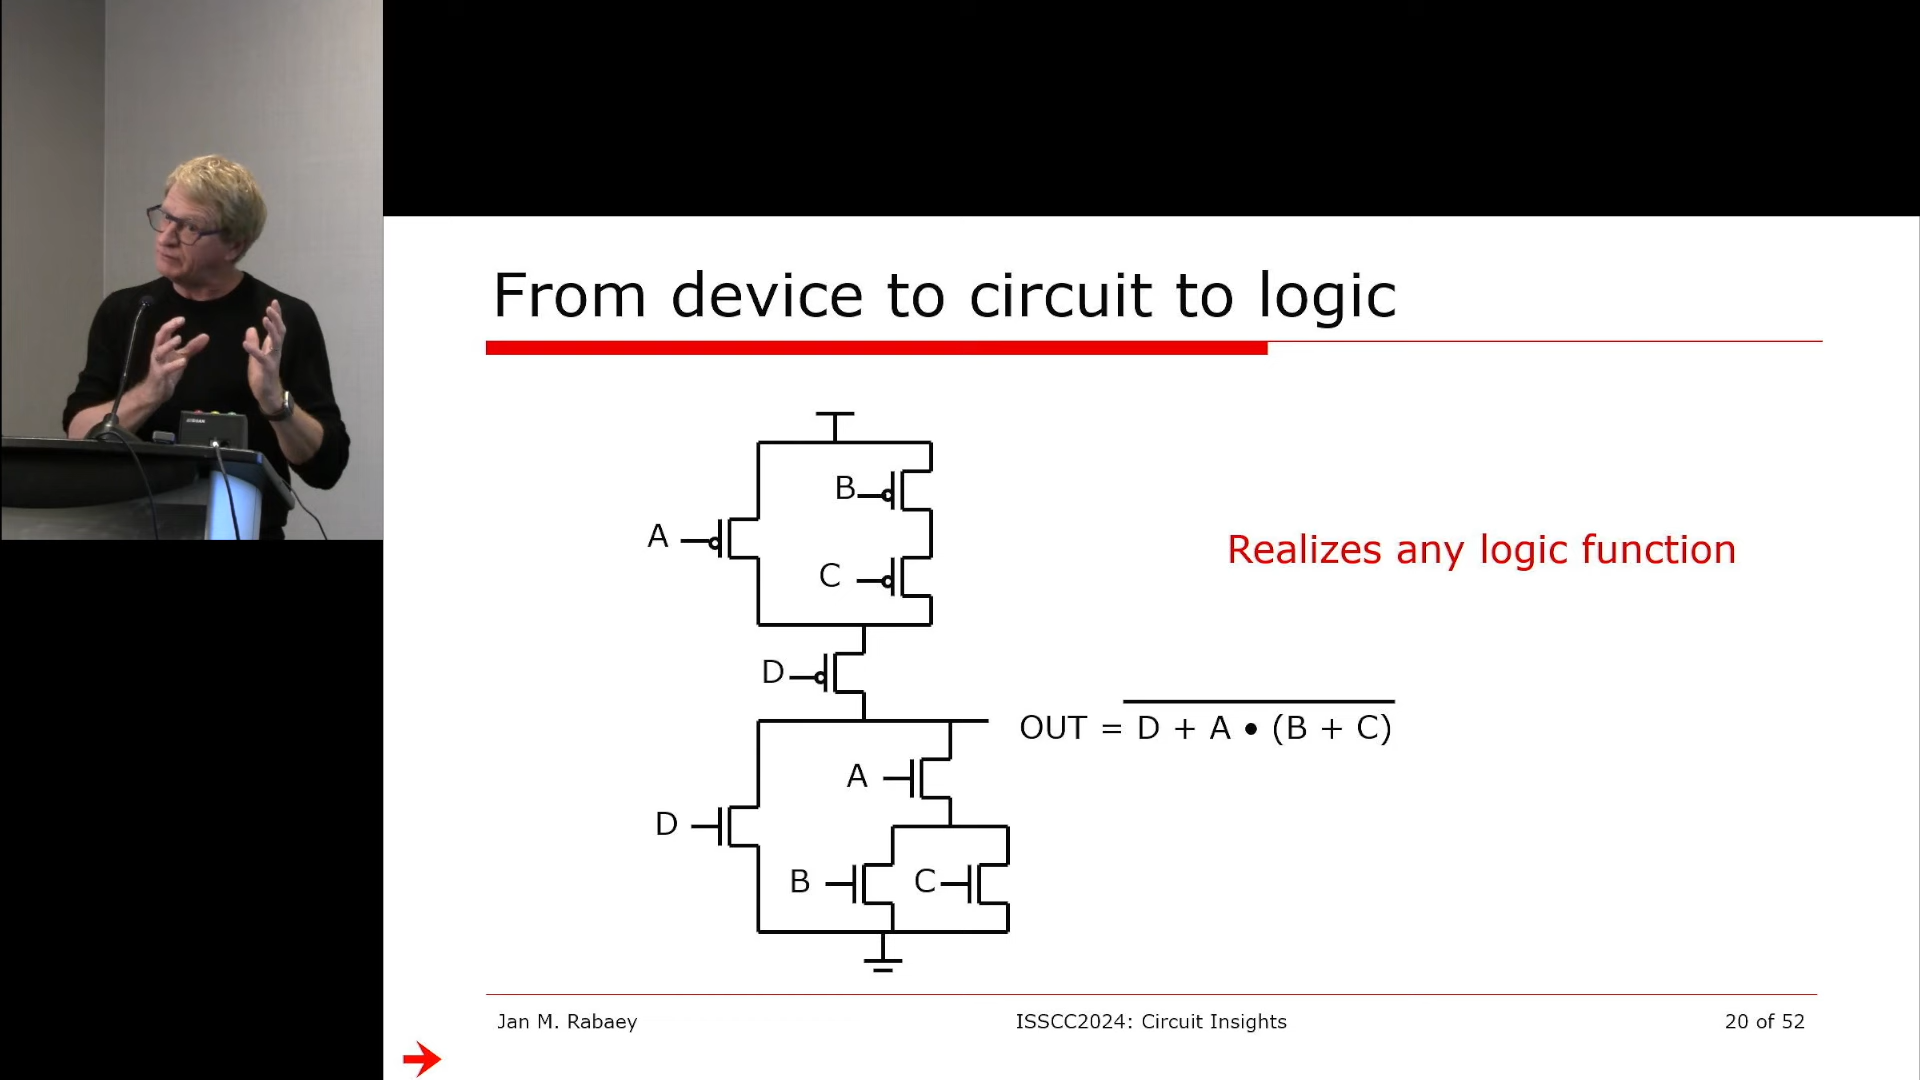 From device to circuit to logic
B
A
C
Realizes any logic function
D
OUT = D + A • (B + C)
A
D
B
C
Jan M. Rabaey
ISSCC2024: Circuit Insights
20 of 52